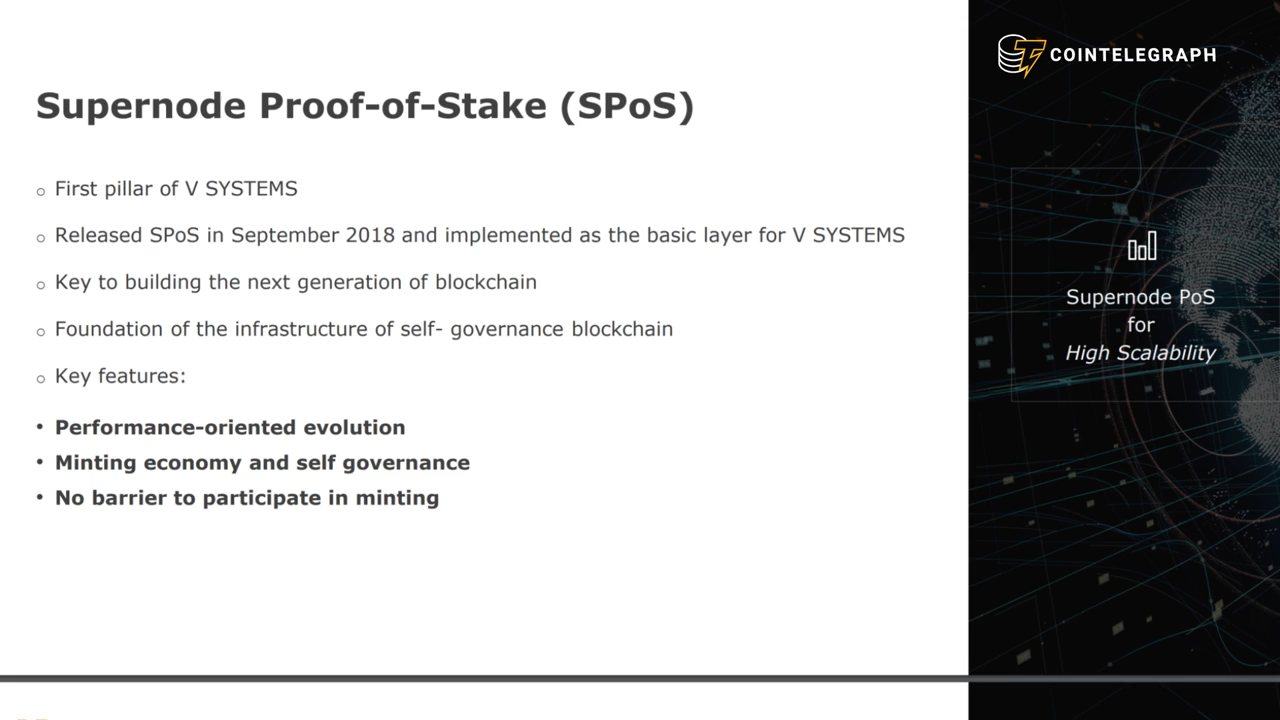 COINTELEGRAPH
Supernode Proof-of-Stake (SPoS)
o First pillar of V SYSTEMS
o Released SPoS in September 2018 and implemented as the basic layer for V SYSTEMS
o Key to building the next generation of blockchain
o Foundation of the infrastructure of self- governance blockchain
o Key features:
• Performance-oriented evolution
• Minting economy and self governance
• No barrier to participate in minting
Supernode PoS
for
High Scalability